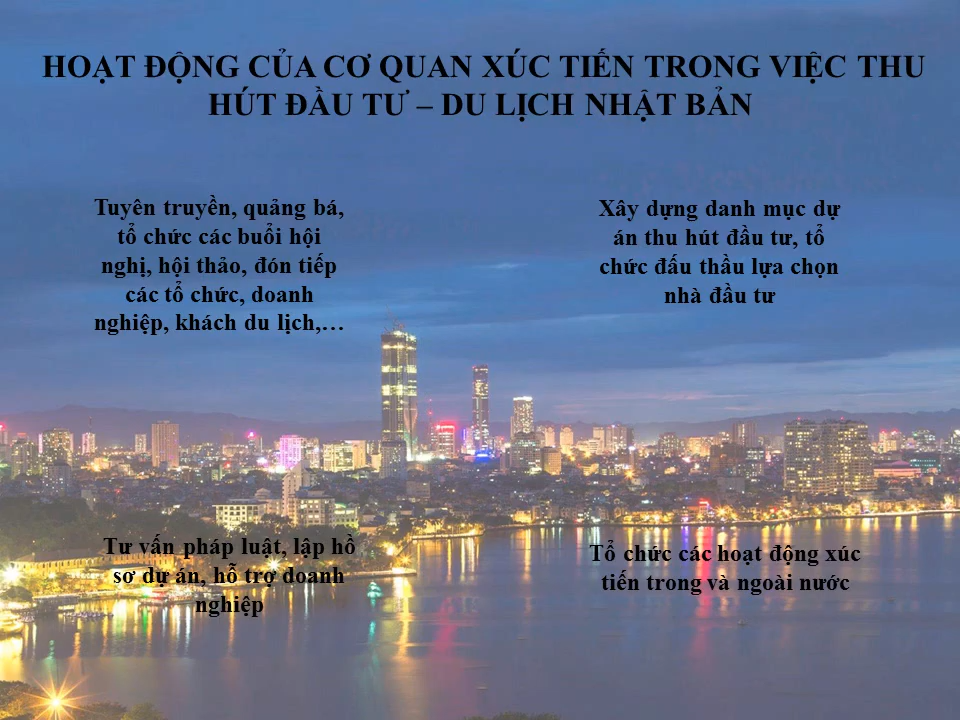 HOẠT ĐỘNG CỦA CƠ QUAN XÚC TIẾN TRONG VIỆC THU
HÚT ĐẦU TƯ – DU LỊCH NHẬT BẢN
Tuyên truyền, quảng bá,
tổ chức các buổi hội
nghị, hội thảo, đón tiếp
các tổ chức, doanh
nghiệp, khách du lịch,…
Xây dựng danh mục dự
án thu hút đầu tư, tổ
chức đấu thầu lựa chọn
nhà đầu tư
Tư vấn pháp luật, lập hồ
sơ dự án, hỗ trợ doanh
nghiệp
Tổ chức các hoạt động xúc
tiến trong và ngoài nước